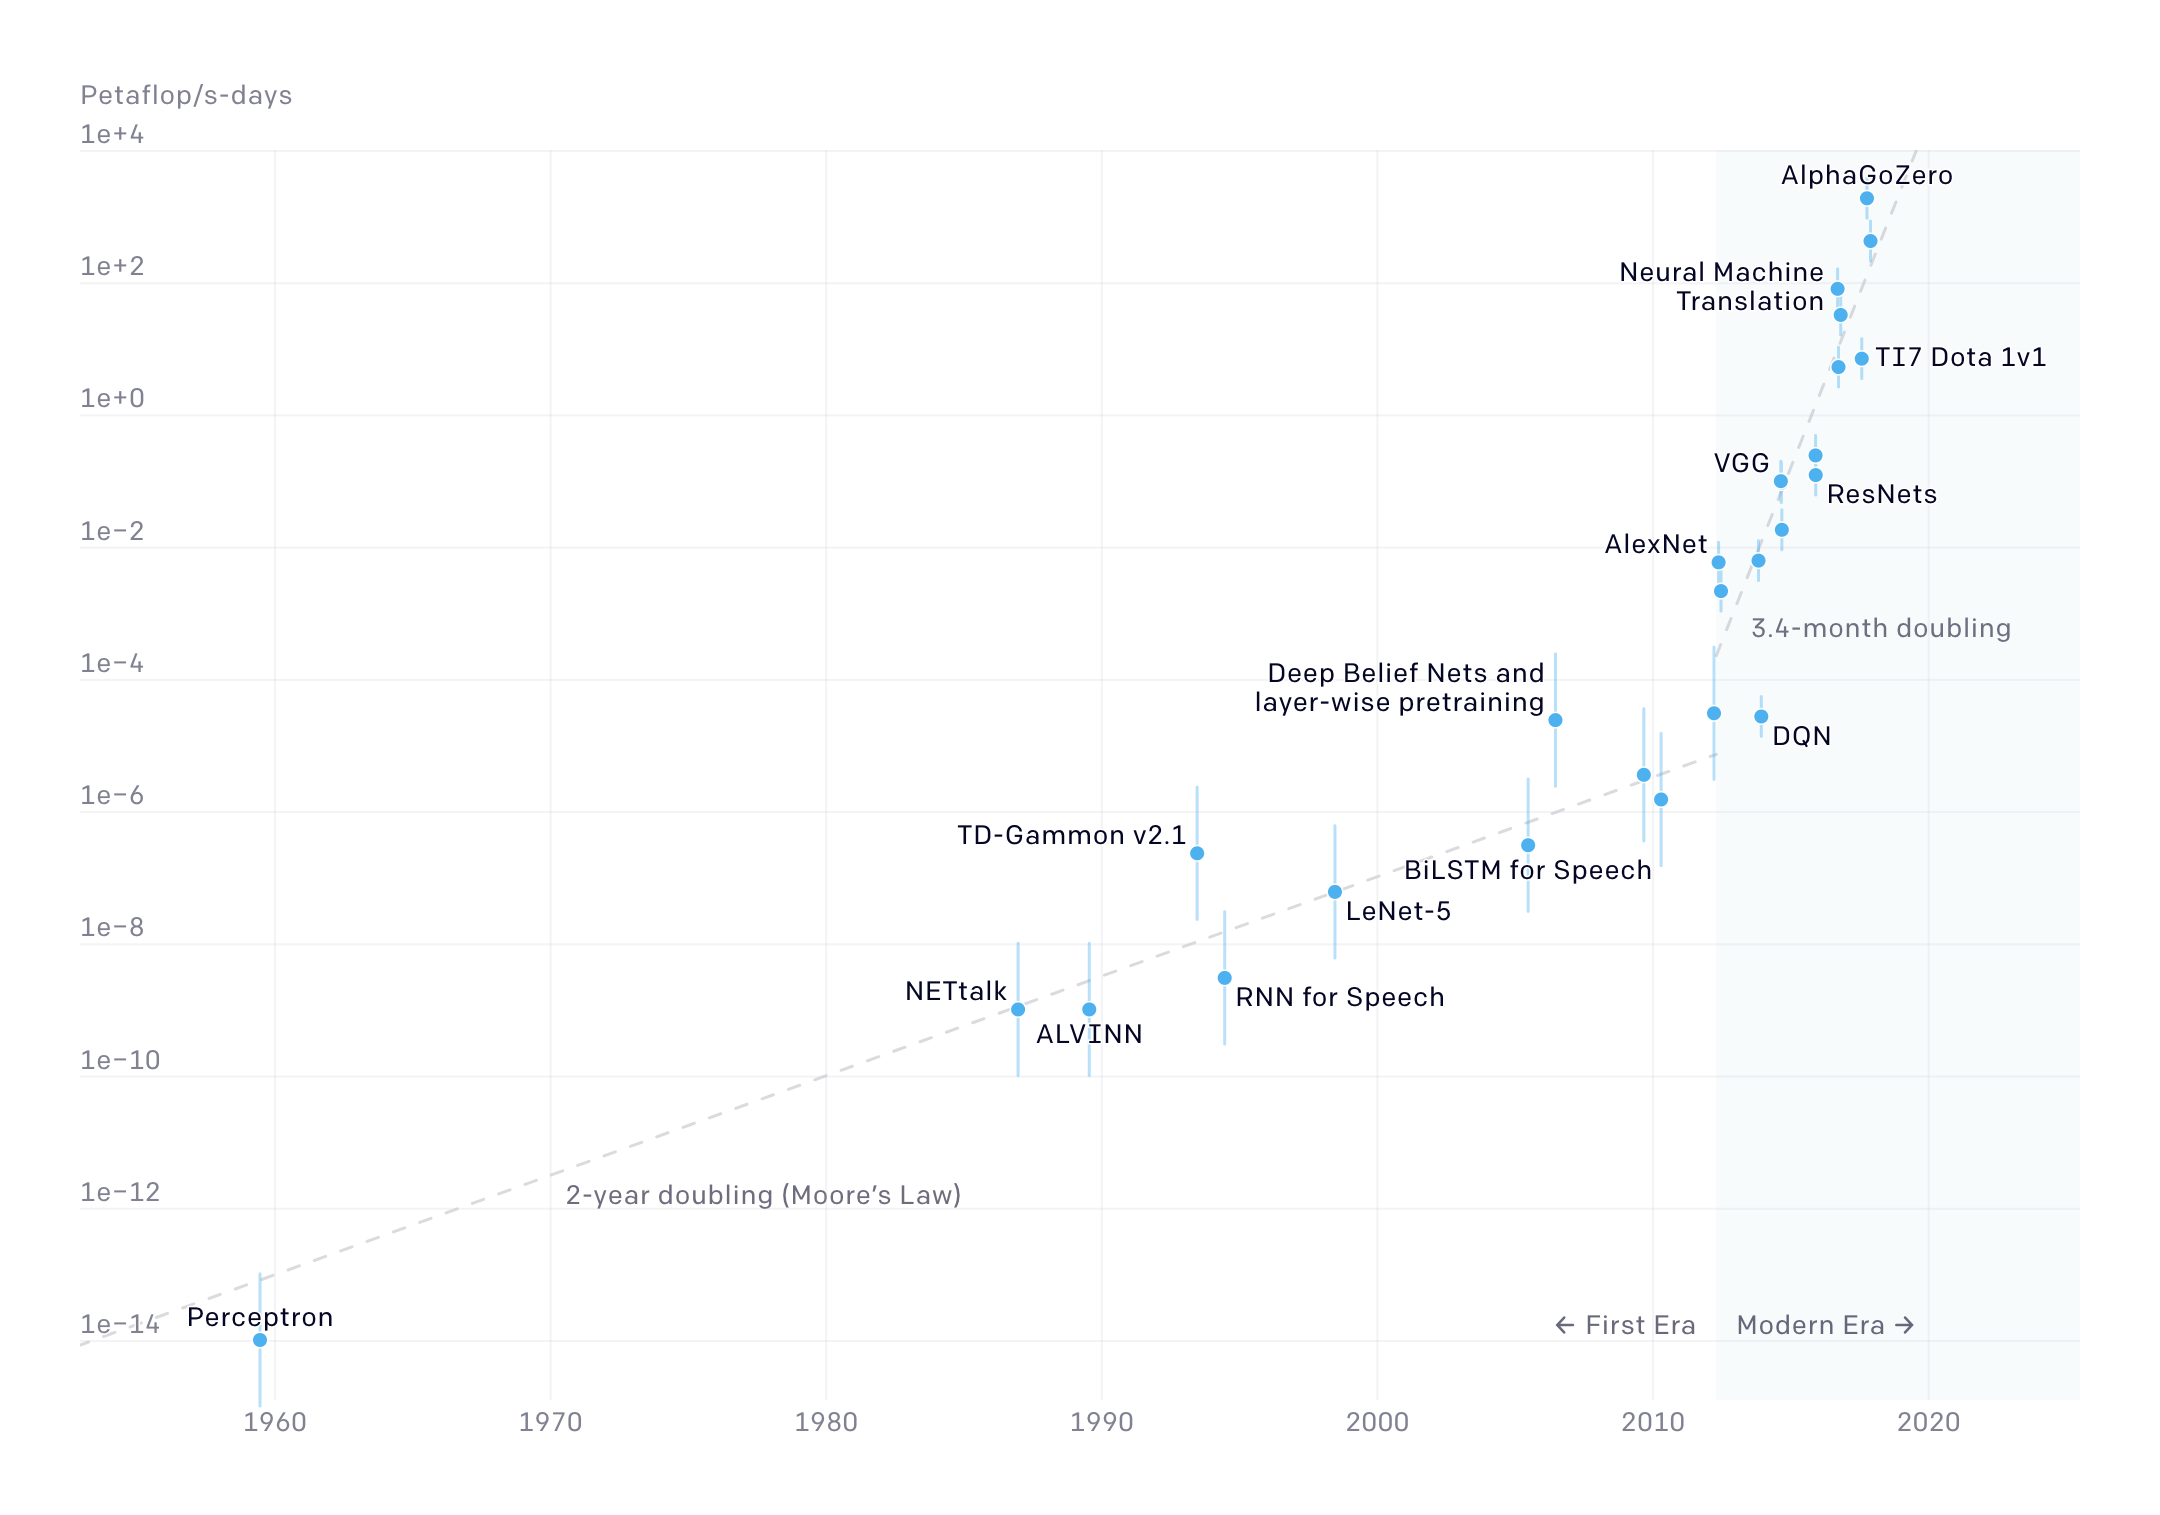 Petaflop/s-days
1e+4
AlphaGoZero
1e+2
Neural Machine
Translation
TI7 Dota 1v1
1e+0
VGG
ResNets
1e−2
AlexNet
3.4-month doubling
1e−4
Deep Belief Nets and
layer-wise pretraining
DQN
1e−6
TD-Gammon v2.1
BiLSTM for Speech
LeNet-5
1e−8
NETtalk
RNN for Speech
ALVINN
1e−10
1e−12
2-year doubling (Moore’s Law)
1e−14
Perceptron
← First Era
Modern Era →
1960 1970 1980 1990 2000 2010 2020